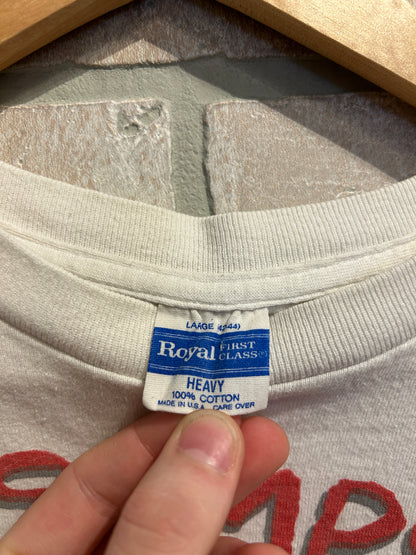 LARGE (42-44)
Royal FIRST CLASS
HEAVY
100% COTTON
MADE IN U.S.A. CARE OVER